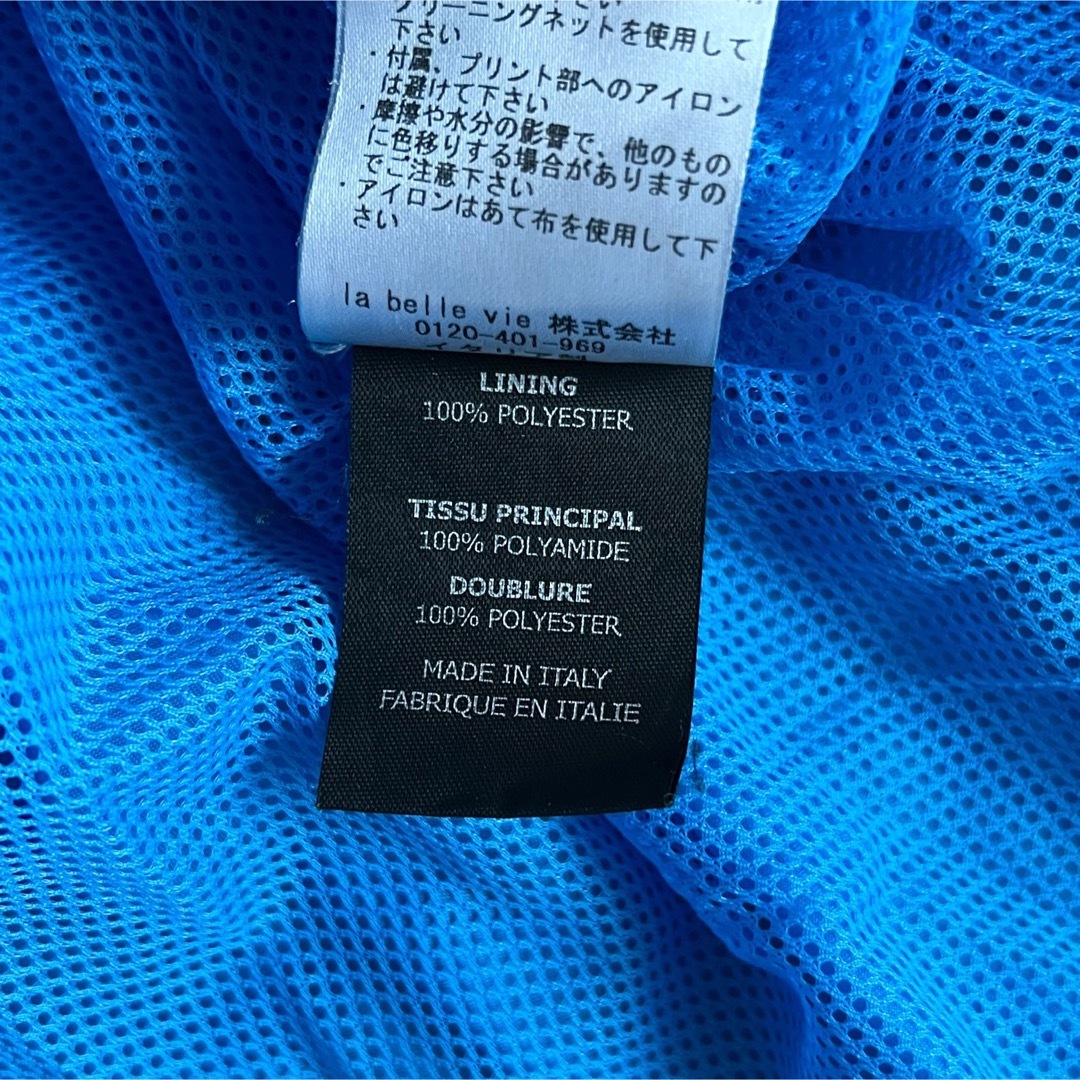 クリーニングネットを使用して
下さい
・付属、プリント部へのアイロン
は避けて下さい
・摩擦や水分の影響で、他のもの
に色移りする場合がありますの
でご注意下さい
・アイロンはあて布を使用して下
さい
la belle vie 株式会社
0120-401-969
イタリア製
LINING
100% POLYESTER
TISSU PRINCIPAL
100% POLYAMIDE
DOUBLURE
100% POLYESTER
MADE IN ITALY
FABRIQUE EN ITALIE